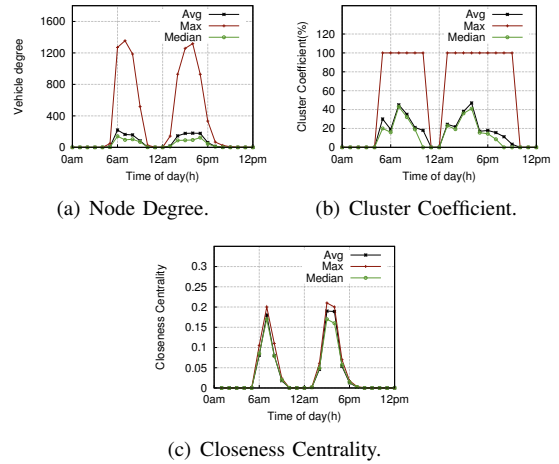 Avg
Max
Median
1600
1200
800
400
0
Vehicle degree
0am 6am 12am 6pm 12pm
Time of day(h)
(a) Node Degree.
Avg
Max
Median
120
100
80
60
40
20
0
Cluster Coefficient(%)
0am 6am 12am 6pm 12pm
Time of day(h)
(b) Cluster Coefficient.
Avg
Max
Median
0.3
0.25
0.2
0.15
0.1
0.05
0
Closeness Centrality
0am 6am 12am 6pm 12pm
Time of day(h)
(c) Closeness Centrality.